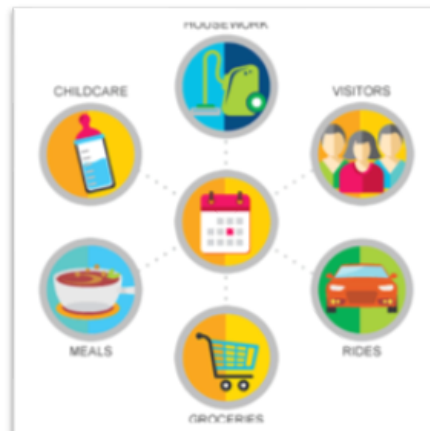 HOUSEWORK
CHILDCARE
VISITORS
MEALS
RIDES
GROCERIES